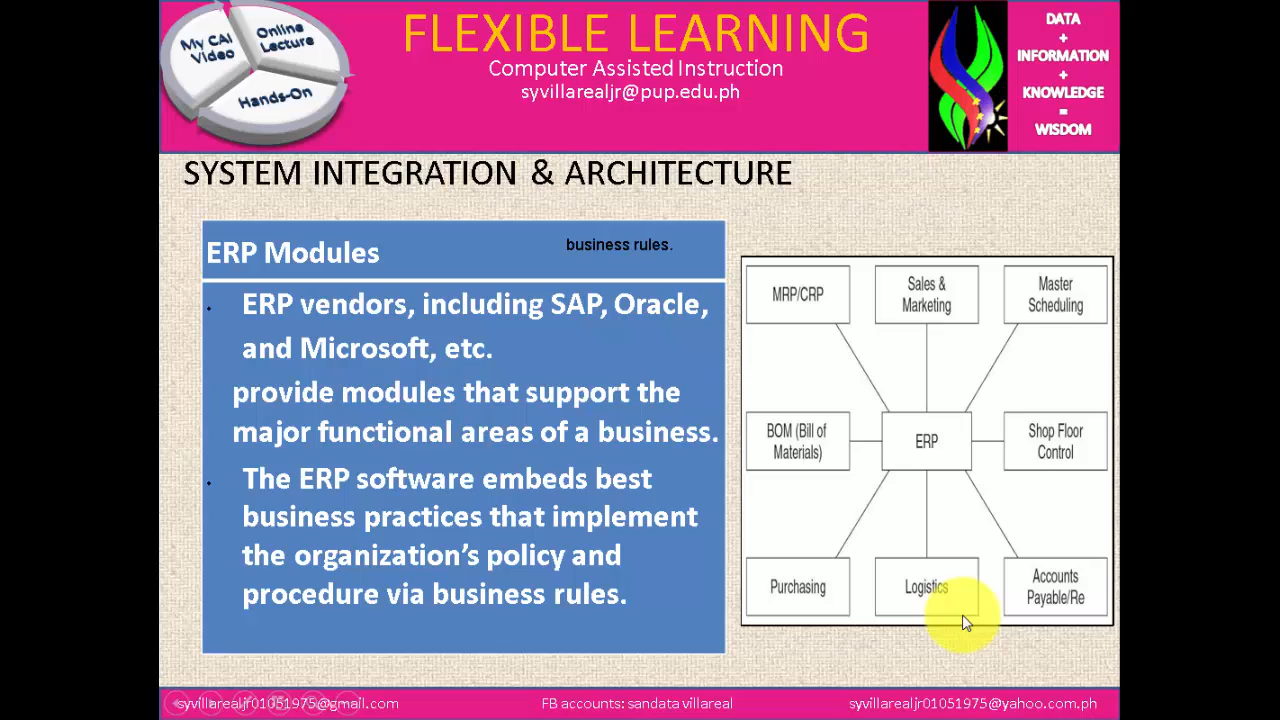 My CAI
Video
Online
Lecture
Hands-On
FLEXIBLE LEARNING
Computer Assisted Instruction
syvillarealjr@pup.edu.ph
DATA
+
INFORMATION
+
KNOWLEDGE
=
WISDOM
SYSTEM INTEGRATION & ARCHITECTURE
ERP Modules
business rules.
• ERP vendors, including SAP, Oracle,
and Microsoft, etc.
provide modules that support the
major functional areas of a business.
• The ERP software embeds best
business practices that implement
the organization’s policy and
procedure via business rules.
MRP/CRP
Sales &
Marketing
Master
Scheduling
BOM (Bill of
Materials)
ERP
Shop Floor
Control
Purchasing
Logistics
Accounts
Payable/Re
syvillarealjr01051975@gmail.com
FB accounts: sandata villareal
syvillarealjr01051975@yahoo.com.ph